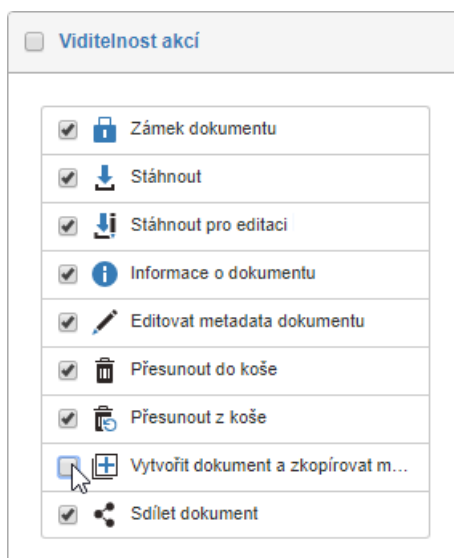 Viditelnost akcí
Zámek dokumentu
Stáhnout
Stáhnout pro editaci
Informace o dokumentu
Editovat metadata dokumentu
Přesunout do koše
Přesunout z koše
Vytvořit dokument a zkopírovat m...
Sdílet dokument